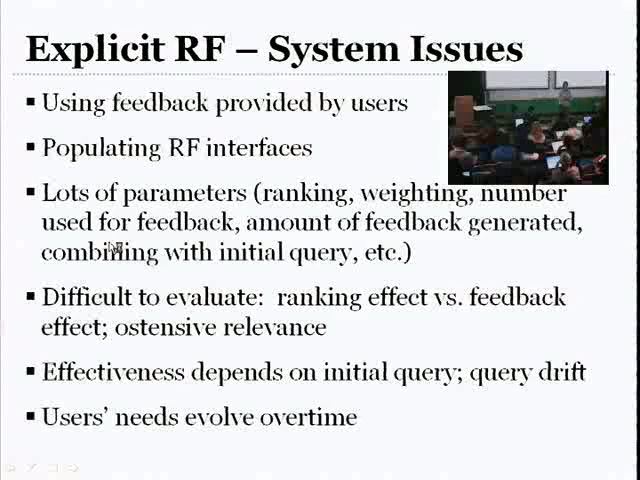 Explicit RF – System Issues
▪ Using feedback provided by users
▪ Populating RF interfaces
▪ Lots of parameters (ranking, weighting, number
used for feedback, amount of feedback generated,
combining with initial query, etc.)
▪ Difficult to evaluate: ranking effect vs. feedback
effect; ostensive relevance
▪ Effectiveness depends on initial query; query drift
▪ Users’ needs evolve overtime